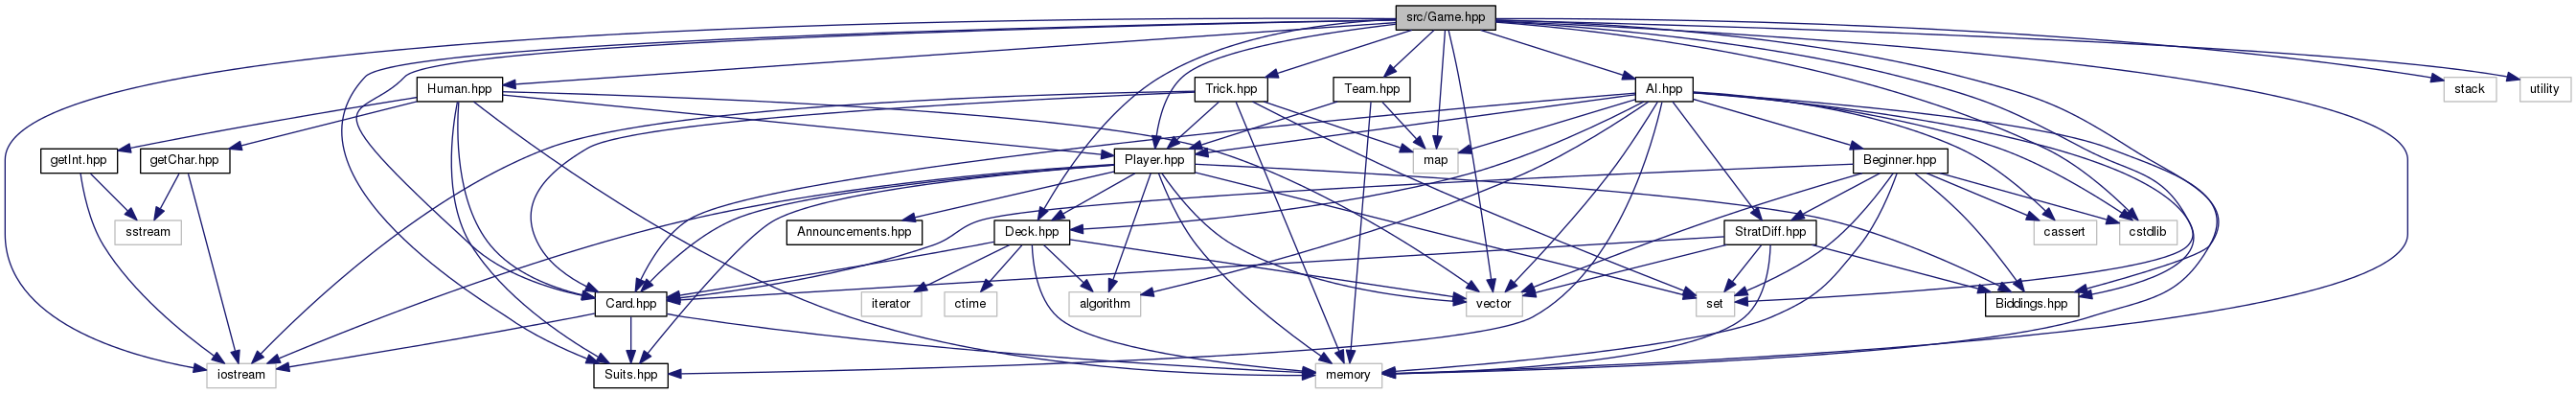 src/Game.hpp
Human.hpp
Trick.hpp
Team.hpp
AI.hpp
stack
utility
getInt.hpp
getChar.hpp
Player.hpp
map
Beginner.hpp
sstream
Announcements.hpp
Deck.hpp
StratDiff.hpp
cassert
cstdlib
Card.hpp
iterator
ctime
algorithm
vector
set
Biddings.hpp
iostream
Suits.hpp
memory